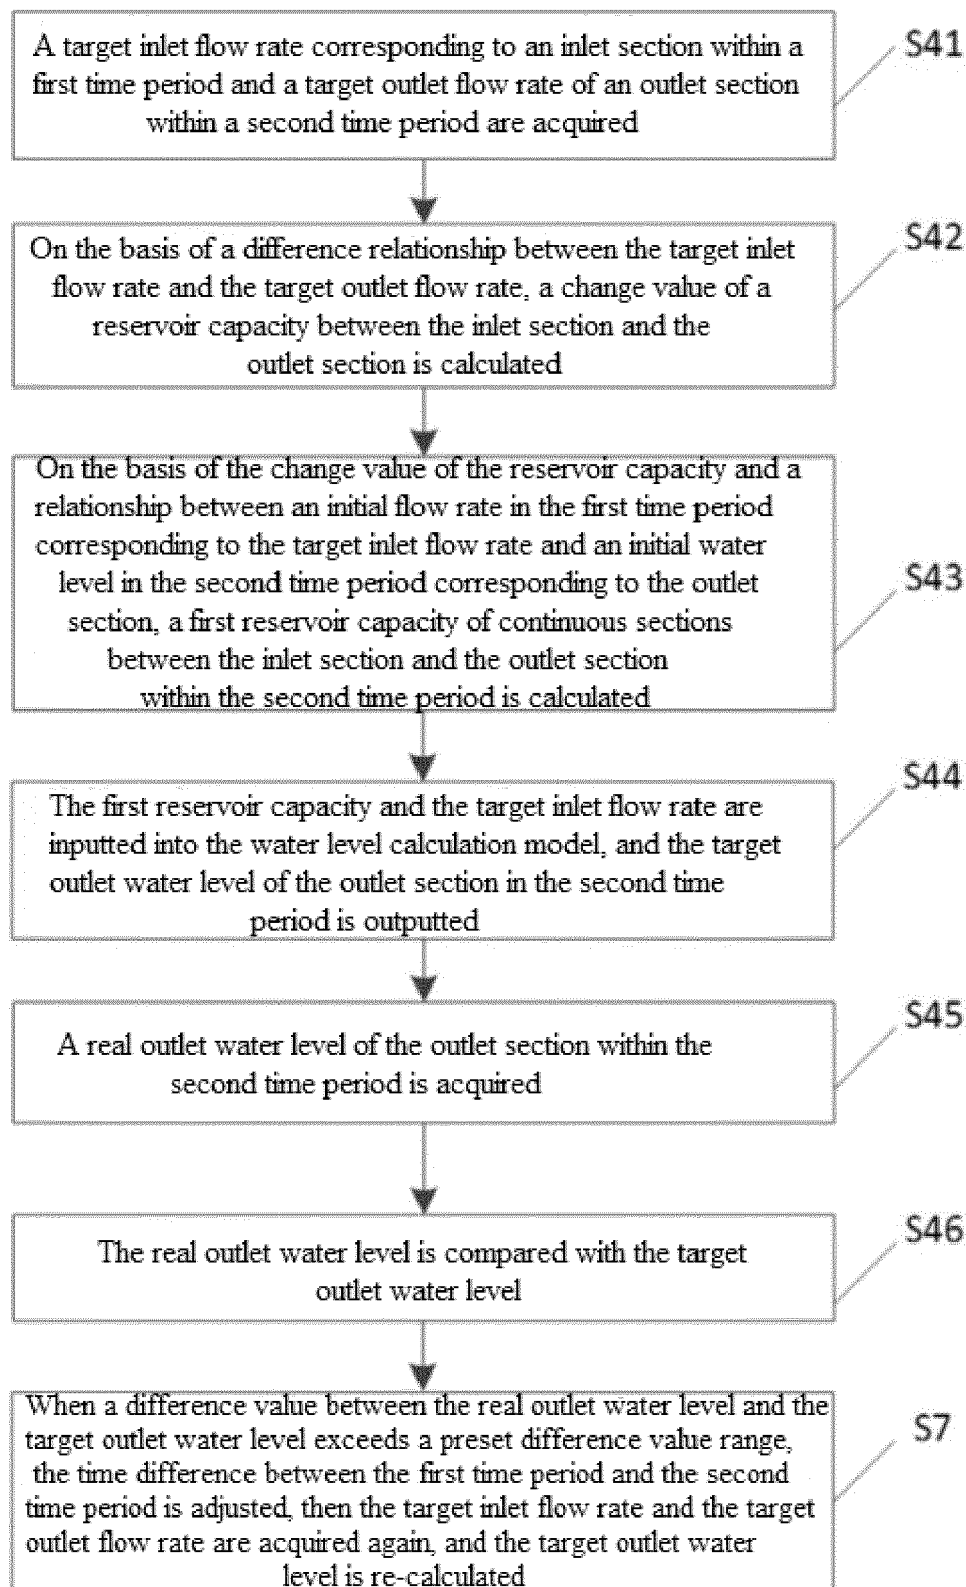 A target inlet flow rate corresponding to an inlet section within a
first time period and a target outlet flow rate of an outlet section
within a second time period are acquired
S41
On the basis of a difference relationship between the target inlet
flow rate and the target outlet flow rate, a change value of a
reservoir capacity between the inlet section and the
outlet section is calculated
S42
On the basis of the change value of the reservoir capacity and a
relationship between an initial flow rate in the first time period
corresponding to the target inlet flow rate and an initial water
level in the second time period corresponding to the outlet
section, a first reservoir capacity of continuous sections
between the inlet section and the outlet section
within the second time period is calculated
S43
The first reservoir capacity and the target inlet flow rate are
inputted into the water level calculation model, and the target
outlet water level of the outlet section in the second time
period is outputted
S44
A real outlet water level of the outlet section within the
second time period is acquired
S45
The real outlet water level is compared with the target
outlet water level
S46
When a difference value between the real outlet water level and the
target outlet water level exceeds a preset difference value range,
the time difference between the first time period and the second
time period is adjusted, then the target inlet flow rate and the target
outlet flow rate are acquired again, and the target outlet water
level is re-calculated
S7